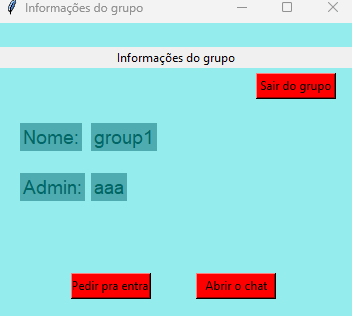 Informações do grupo
Informações do grupo
Sair do grupo
Nome: group1
Admin: aaa
Pedir pra entra
Abrir o chat